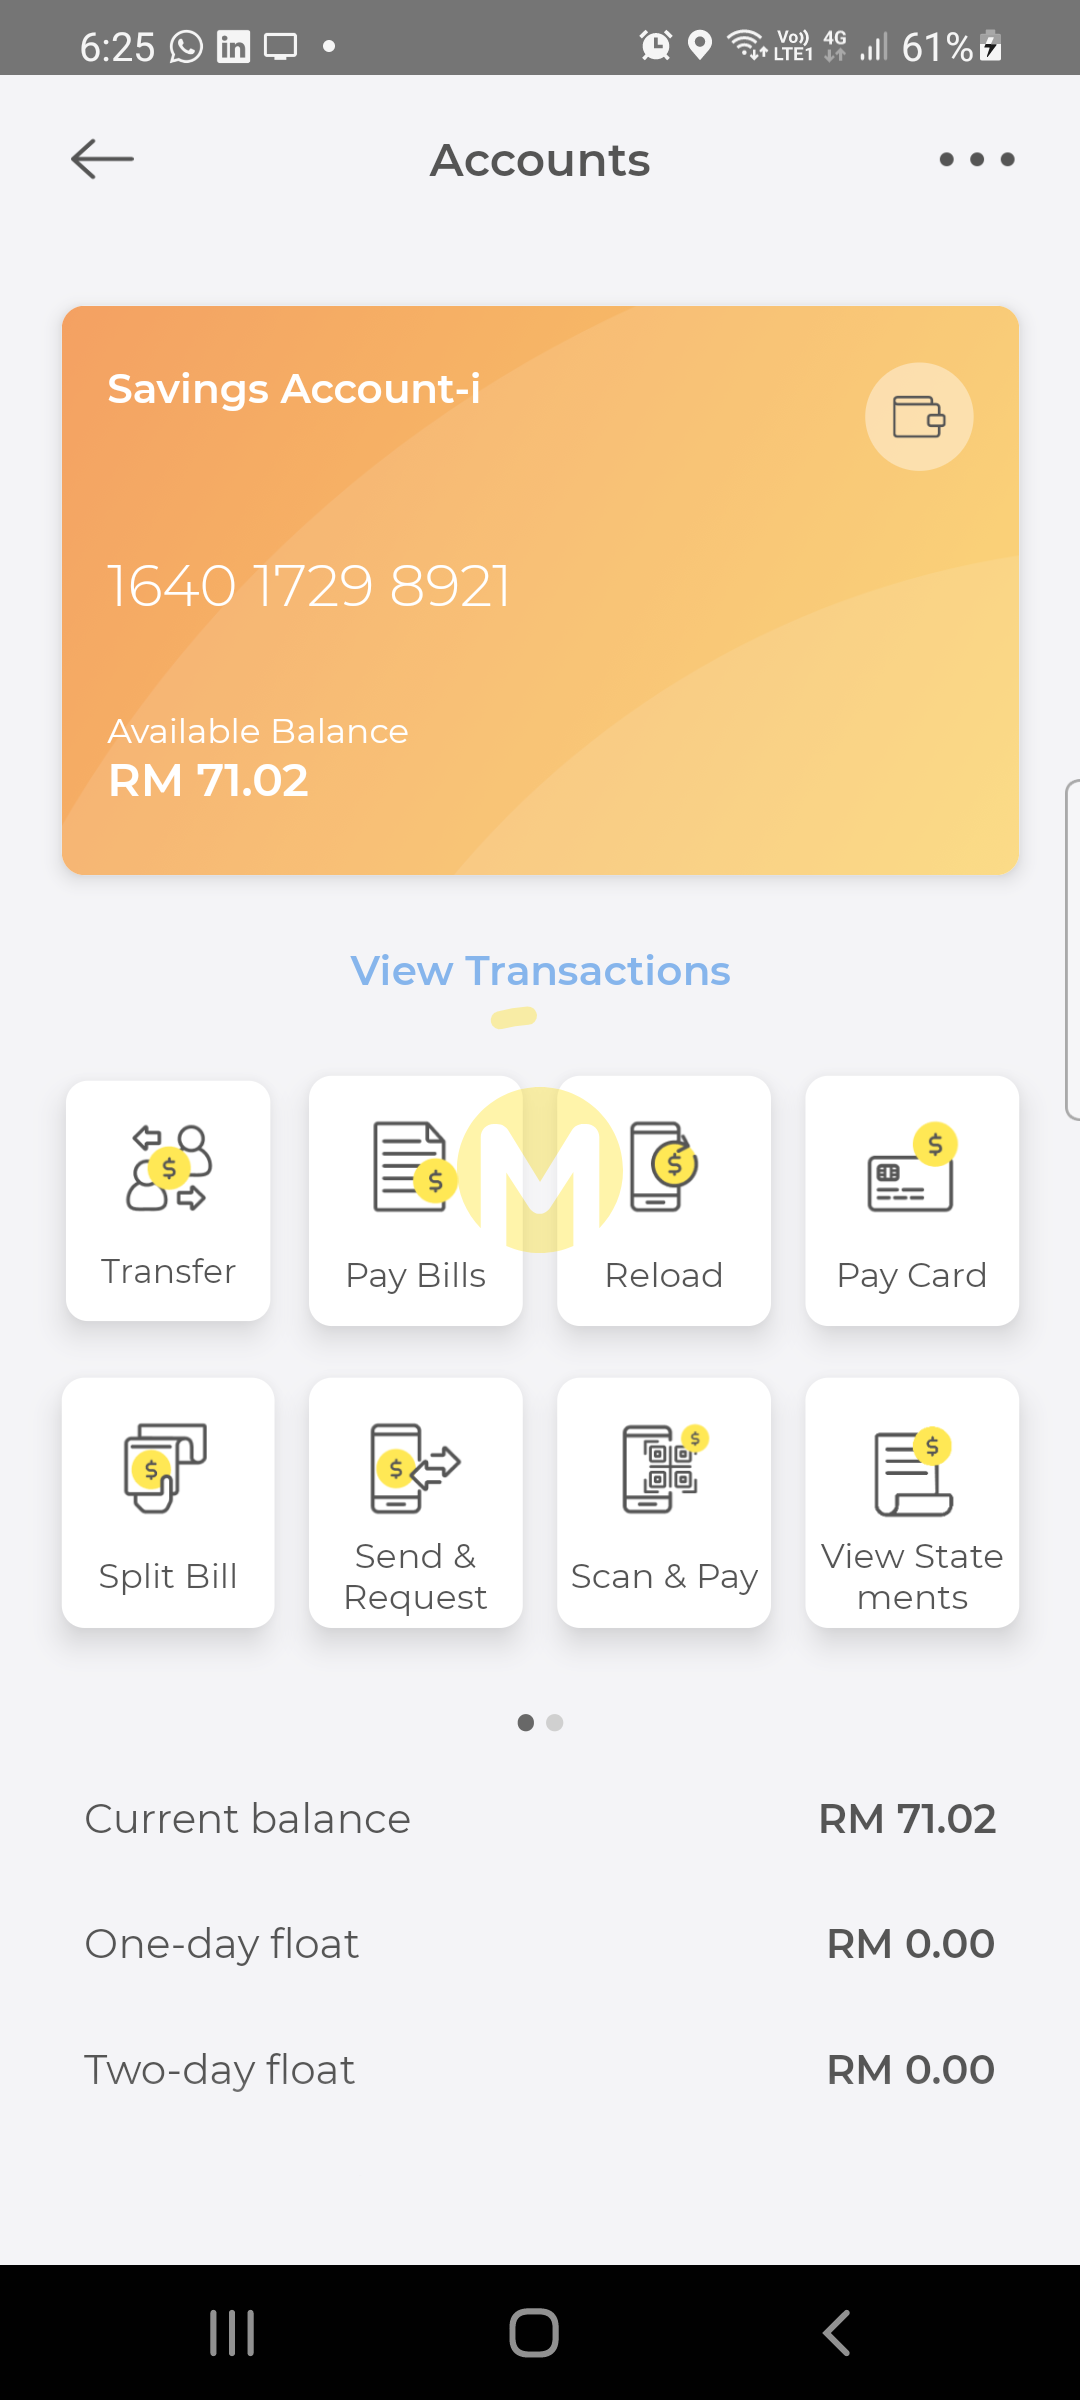 6:25
Vo)) LTE1 4G 61%
Accounts
Savings Account-i
1640 1729 8921
Available Balance
RM 71.02
View Transactions
Transfer
Pay Bills
Reload
Pay Card
Split Bill
Send &
Request
Scan & Pay
View State
ments
Current balance RM 71.02
One-day float RM 0.00
Two-day float RM 0.00